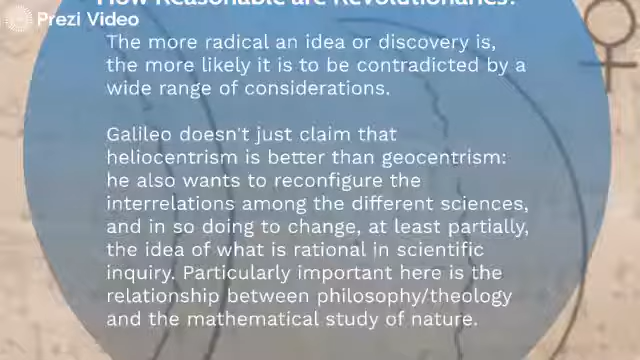 How Reasonable are Revolutionaries?
Prezi Video
The more radical an idea or discovery is,
the more likely it is to be contradicted by a
wide range of considerations.
Galileo doesn't just claim that
heliocentrism is better than geocentrism:
he also wants to reconfigure the
interrelations among the different sciences,
and in so doing to change, at least partially,
the idea of what is rational in scientific
inquiry. Particularly important here is the
relationship between philosophy/theology
and the mathematical study of nature.